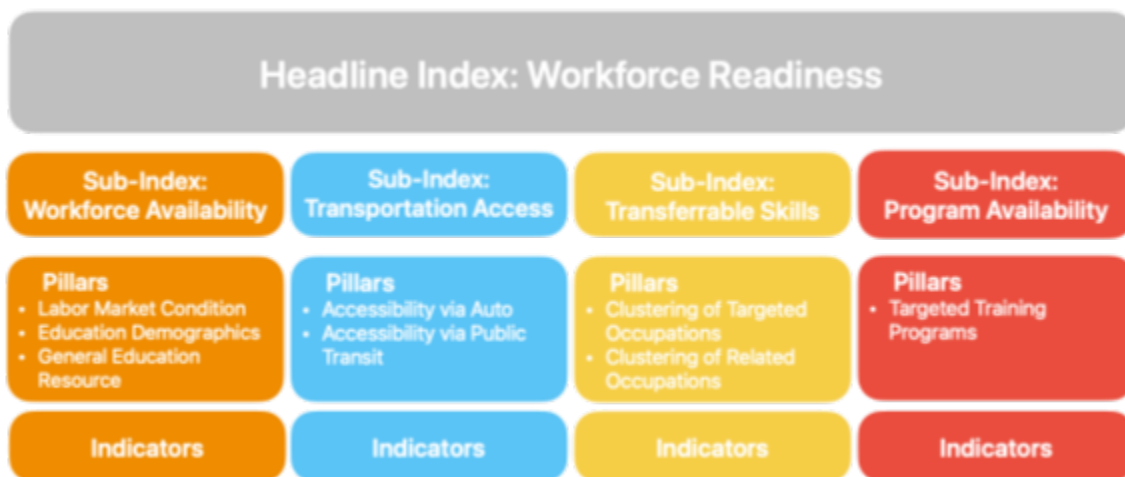 Headline Index: Workforce Readiness
Sub-Index:
Workforce Availability
Sub-Index:
Transportation Access
Sub-Index:
Transferrable Skills
Sub-Index:
Program Availability
Pillars
• Labor Market Condition
• Education Demographics
• General Education
Resource
Pillars
• Accessibility via Auto
• Accessibility via Public
Transit
Pillars
• Clustering of Targeted
Occupations
• Clustering of Related
Occupations
Pillars
• Targeted Training
Programs
Indicators
Indicators
Indicators
Indicators